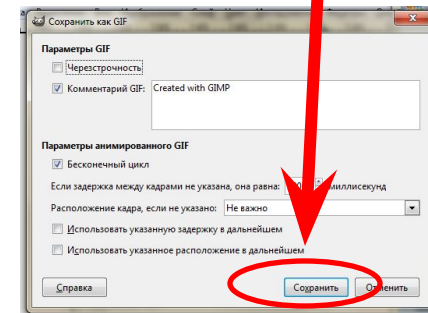 Сохранить как GIF
Параметры GIF
Черезстрочность
Комментарий GIF: Created with GIMP
Параметры анимированного GIF
Бесконечный цикл
Если задержка между кадрами не указана, она равна: миллисекунд
Расположение кадра, если не указано: Не важно
Использовать указанную задержку в дальнейшем
Использовать указанное расположение в дальнейшем
Справка Сохранить Отменить